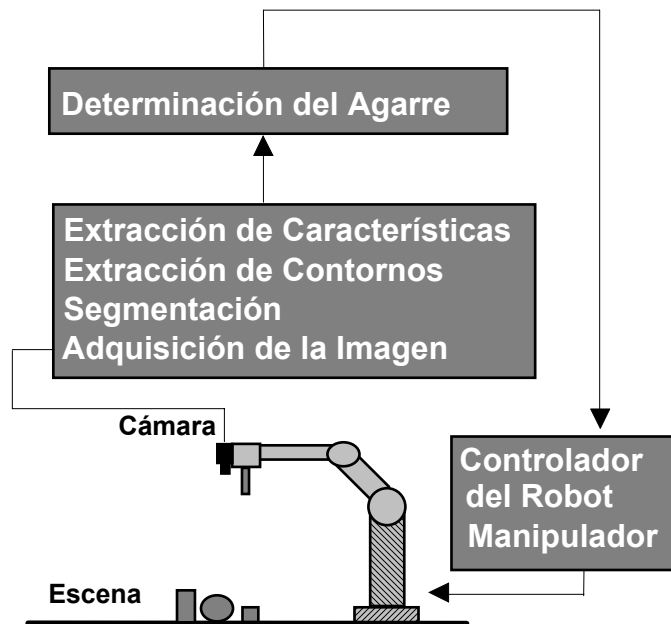 Determinación del Agarre
Extracción de Características
Extracción de Contornos
Segmentación
Adquisición de la Imagen
Cámara
Controlador
del Robot
Manipulador
Escena